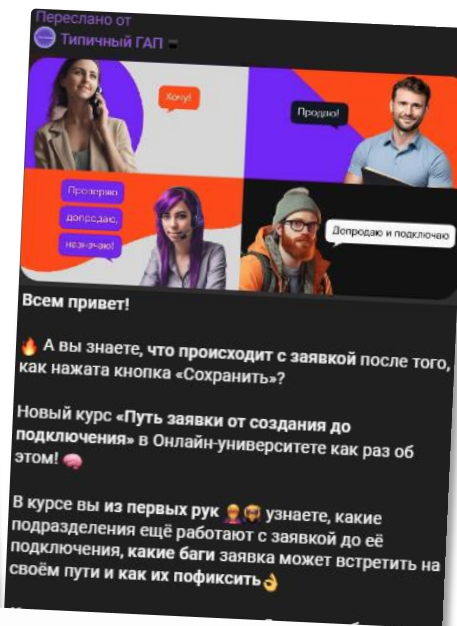 Переслано от
Типичный ГАП
Хочу!
Продаю!
Проверяю
допродаю,
назначаю!
Допродаю и подключаю
Всем привет!
🔥 А вы знаете, что происходит с заявкой после того,
как нажата кнопка «Сохранить»?
Новый курс «Путь заявки от создания до
подключения» в Онлайн-университете как раз об
этом! 🧠
В курсе вы из первых рук узнаете, какие
подразделения ещё работают с заявкой до её
подключения, какие баги заявка может встретить на
своём пути и как их пофиксить👌